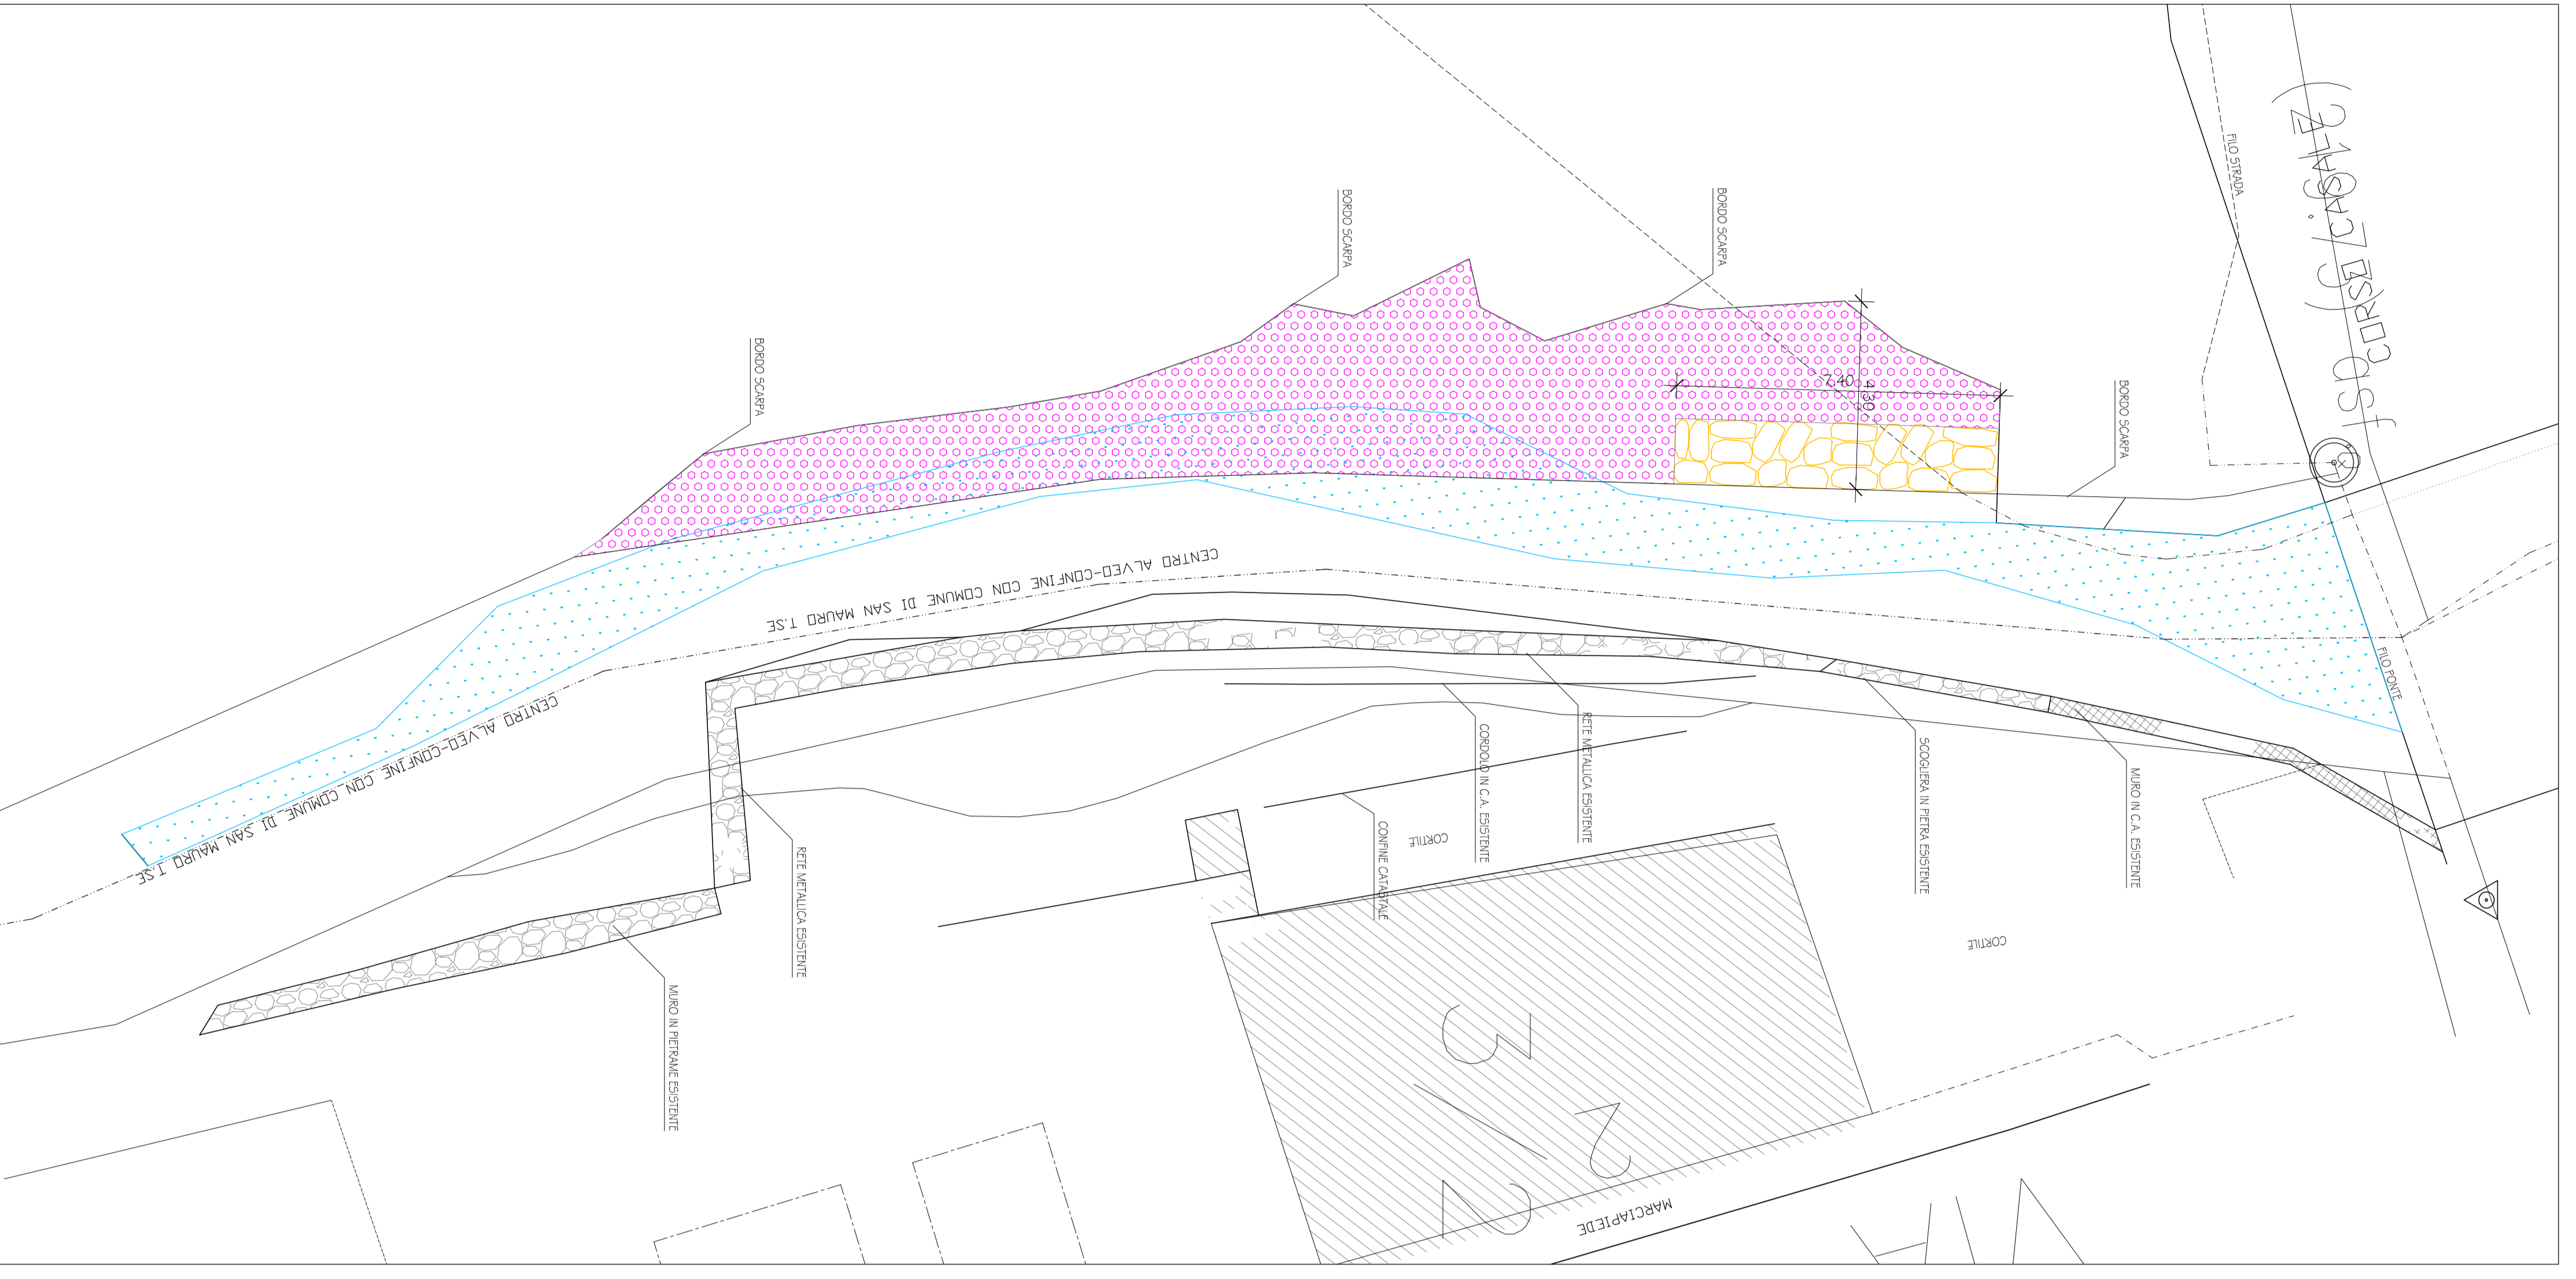 BORDO SCARPA
BORDO SCARPA
BORDO SCARPA
BORDO SCARPA
FILO STRADA
CORSO CASALE
(S.P./ C. 1092)
7.40
4.30
CENTRO ALVEO-CONFINE CON COMUNE DI SAN MAURO T.SE
CENTRO ALVEO-CONFINE CON COMUNE DI SAN MAURO T.SE
FILO PONTE
RETE METALLICA ESISTENTE
CORDOLO IN C.A. ESISTENTE
SCOGLIERA IN PIETRA ESISTENTE
MURO IN C.A. ESISTENTE
CONFINE CATASTALE
CORTILE
CORTILE
RETE METALLICA ESISTENTE
MURO IN PIETRAME ESISTENTE
MARCIAPIEDE